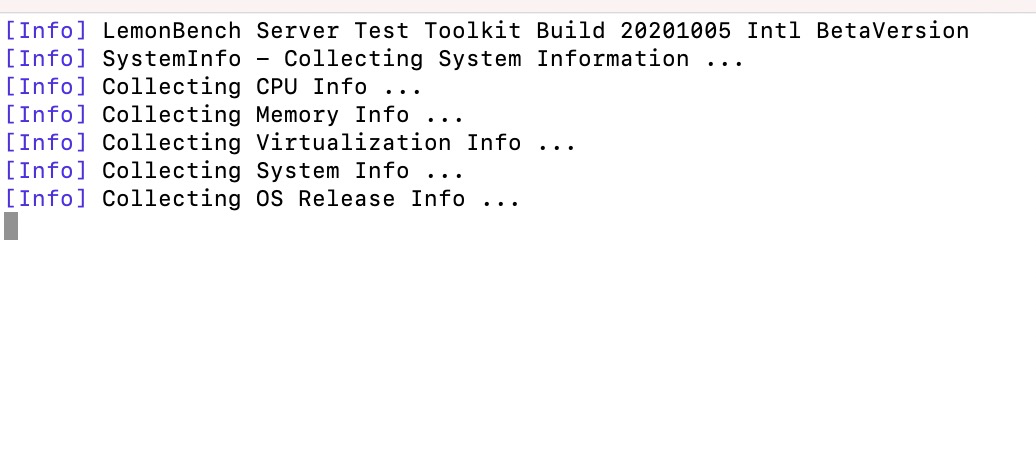 [Info] LemonBench Server Test Toolkit Build 20201005 Intl BetaVersion
[Info] SystemInfo – Collecting System Information ...
[Info] Collecting CPU Info ...
[Info] Collecting Memory Info ...
[Info] Collecting Virtualization Info ...
[Info] Collecting System Info ...
[Info] Collecting OS Release Info ...